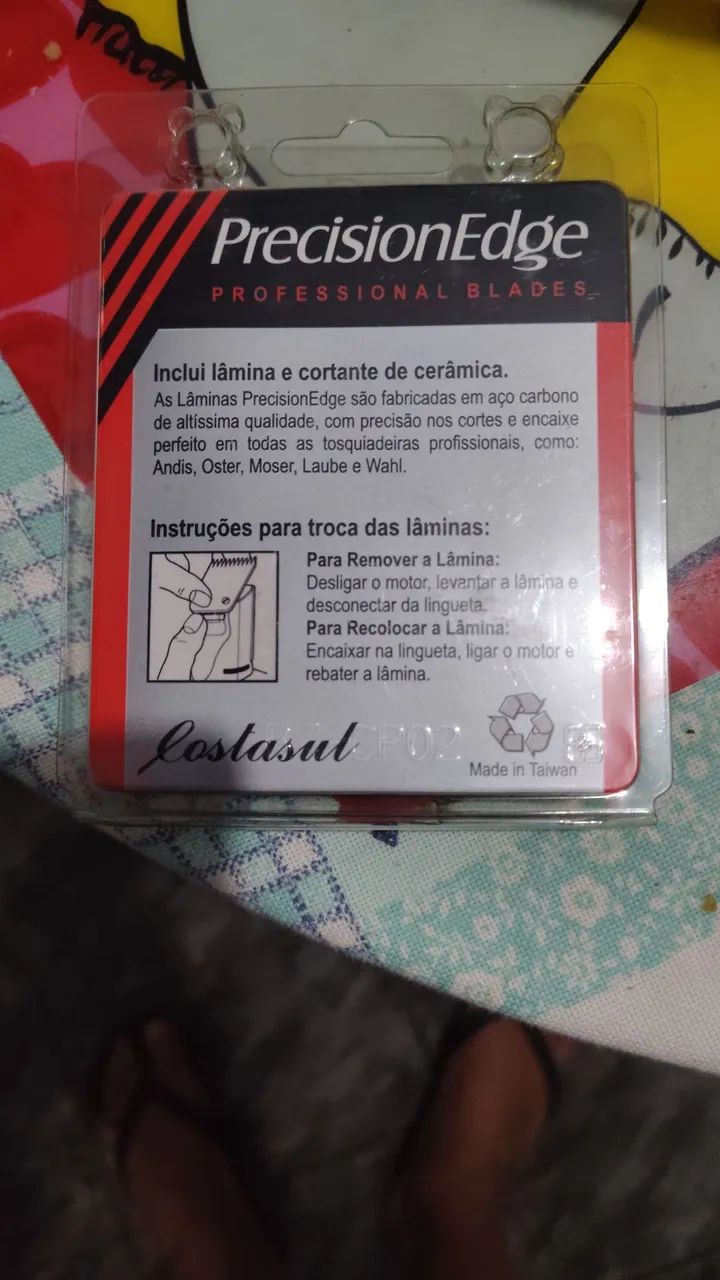 PrecisionEdge
PROFESSIONAL BLADES
Inclui lâmina e cortante de cerâmica.
As Lâminas PrecisionEdge são fabricadas em aço carbono
de altíssima qualidade, com precisão nos cortes e encaixe
perfeito em todas as tosquiadeiras profissionais, como:
Andis, Oster, Moser, Laube e Wahl.
Instruções para troca das lâminas:
Para Remover a Lâmina:
Desligar o motor, levantar a lâmina e
desconectar da lingueta.
Para Recolocar a Lâmina:
Encaixar na lingueta, ligar o motor e
rebater a lâmina.
Costasul
CP02
Made in Taiwan